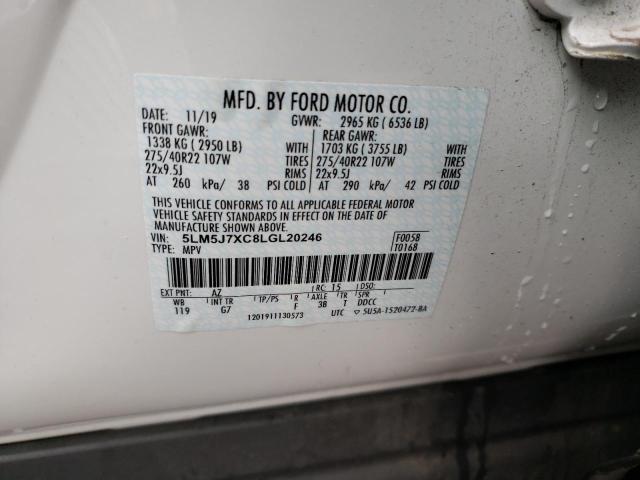 MFD. BY FORD MOTOR CO.
DATE: 11/19 GVWR: 2965 KG ( 6536 LB)
FRONT GAWR: REAR GAWR:
1338 KG ( 2950 LB) WITH 1703 KG ( 3755 LB) WITH
275/40R22 107W TIRES 275/40R22 107W TIRES
22x9.5J RIMS 22x9.5J RIMS
AT 260 kPa/ 38 PSI COLD AT 290 kPa/ 42 PSI COLD
THIS VEHICLE CONFORMS TO ALL APPLICABLE FEDERAL MOTOR
VEHICLE SAFETY STANDARDS IN EFFECT ON THE DATE OF
MANUFACTURE SHOWN ABOVE.
VIN: 5LM5J7XC8LGL20246 F0058
TYPE: MPV T0168
EXT PNT: AZ RC: 15 DSO:
WB INT TR TP/PS R AXLE TR SPR
119 G7 F 3B T DDCC
1201911130573 UTC ▽ 5U5A-1520472-BA